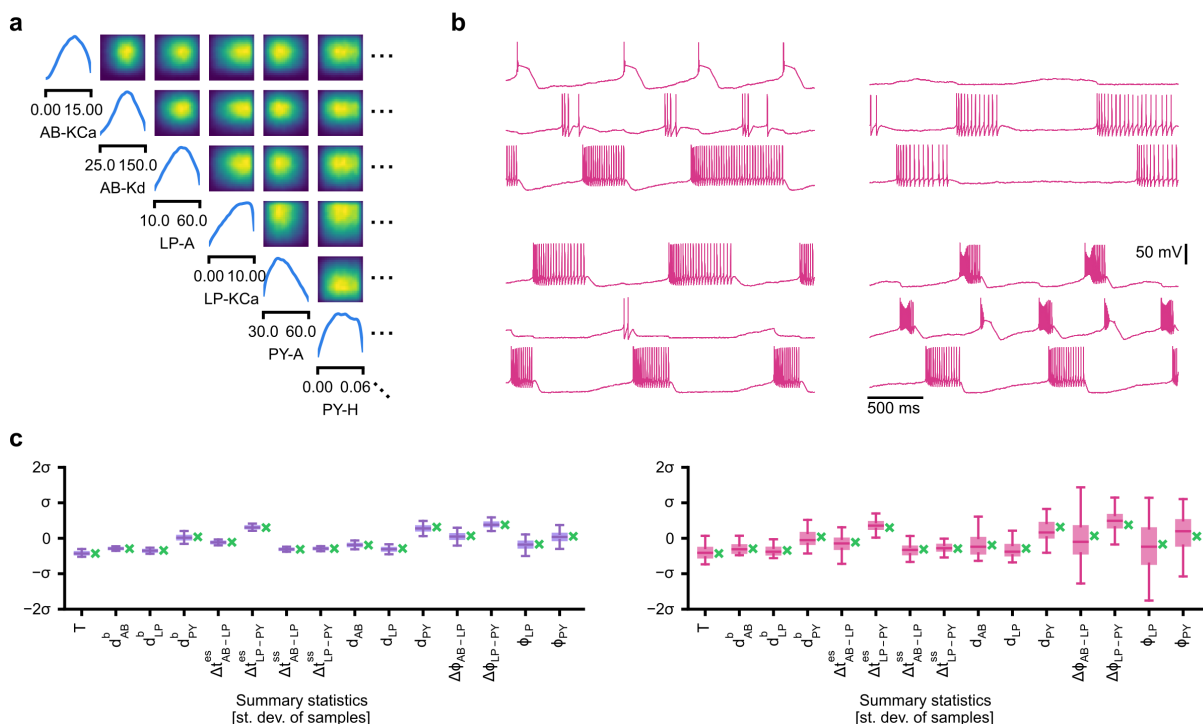 a
b
...
0.00 15.00
AB-KCa
...
25.0 150.0
AB-Kd
...
10.0 60.0
LP-A
...
0.00 10.00
LP-KCa
...
30.0 60.0
PY-A
...
0.00 0.06
PY-H
50 mV
500 ms
c
2σ
σ
0
−σ
−2σ
T
d^b_AB
d^b_LP
d^b_PY
Δt^es_AB−LP
Δt^es_LP−PY
Δt^ss_AB−LP
Δt^ss_LP−PY
d_AB
d_LP
d_PY
Δϕ_AB−LP
Δϕ_LP−PY
ϕ_LP
ϕ_PY
Summary statistics
[st. dev. of samples]
2σ
σ
0
−σ
−2σ
T
d^b_AB
d^b_LP
d^b_PY
Δt^es_AB−LP
Δt^es_LP−PY
Δt^ss_AB−LP
Δt^ss_LP−PY
d_AB
d_LP
d_PY
Δϕ_AB−LP
Δϕ_LP−PY
ϕ_LP
ϕ_PY
Summary statistics
[st. dev. of samples]